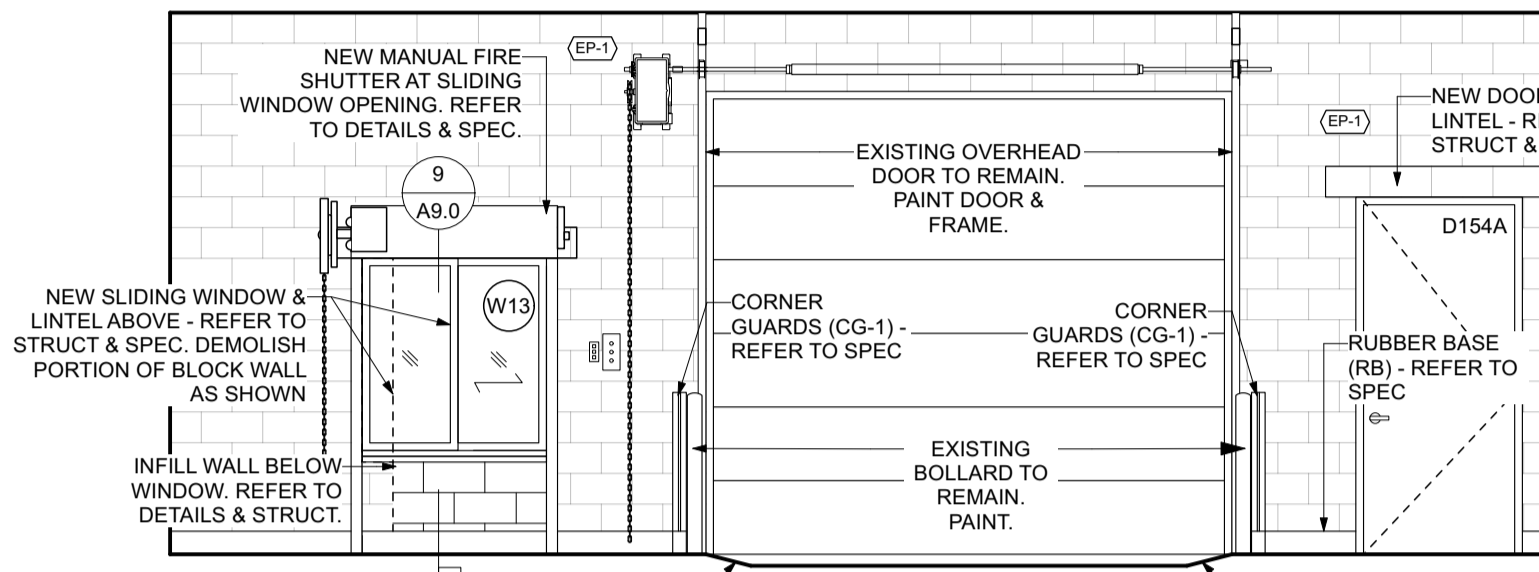 NEW MANUAL FIRE
SHUTTER AT SLIDING
WINDOW OPENING. REFER
TO DETAILS & SPEC.
EP-1
9
A9.0
NEW SLIDING WINDOW &
LINTEL ABOVE - REFER TO
STRUCT & SPEC. DEMOLISH
PORTION OF BLOCK WALL
AS SHOWN
W13
INFILL WALL BELOW
WINDOW. REFER TO
DETAILS & STRUCT.
EXISTING OVERHEAD
DOOR TO REMAIN.
PAINT DOOR &
FRAME.
CORNER
GUARDS (CG-1) -
REFER TO SPEC
CORNER
GUARDS (CG-1) -
REFER TO SPEC
EXISTING
BOLLARD TO
REMAIN.
PAINT.
EP-1
NEW
LINTEL -
STRUCT &
D154A
RUBBER BASE
(RB) - REFER TO
SPEC